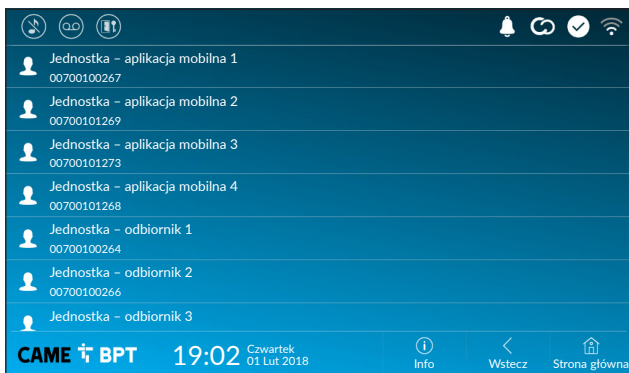 Jednostka – aplikacja mobilna 1
00700100267
Jednostka – aplikacja mobilna 2
00700101269
Jednostka – aplikacja mobilna 3
00700101273
Jednostka – aplikacja mobilna 4
00700101268
Jednostka – odbiornik 1
00700100264
Jednostka – odbiornik 2
00700100266
Jednostka – odbiornik 3
CAME BPT
19:02
Czwartek
01 Lut 2018
Info
Wstecz
Strona główna